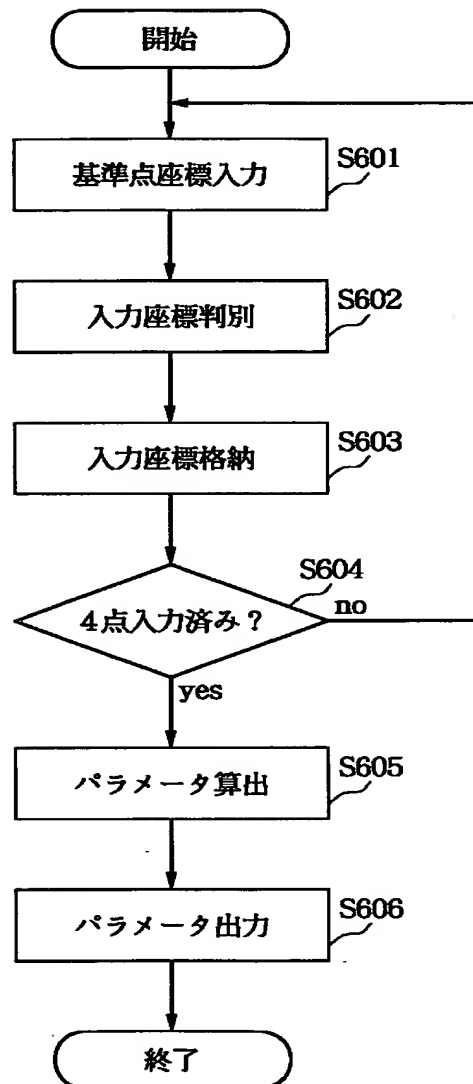 開始
基準点座標入力
S601
入力座標判別
S602
入力座標格納
S603
4点入力済み?
S604
no
yes
パラメータ算出
S605
パラメータ出力
S606
終了